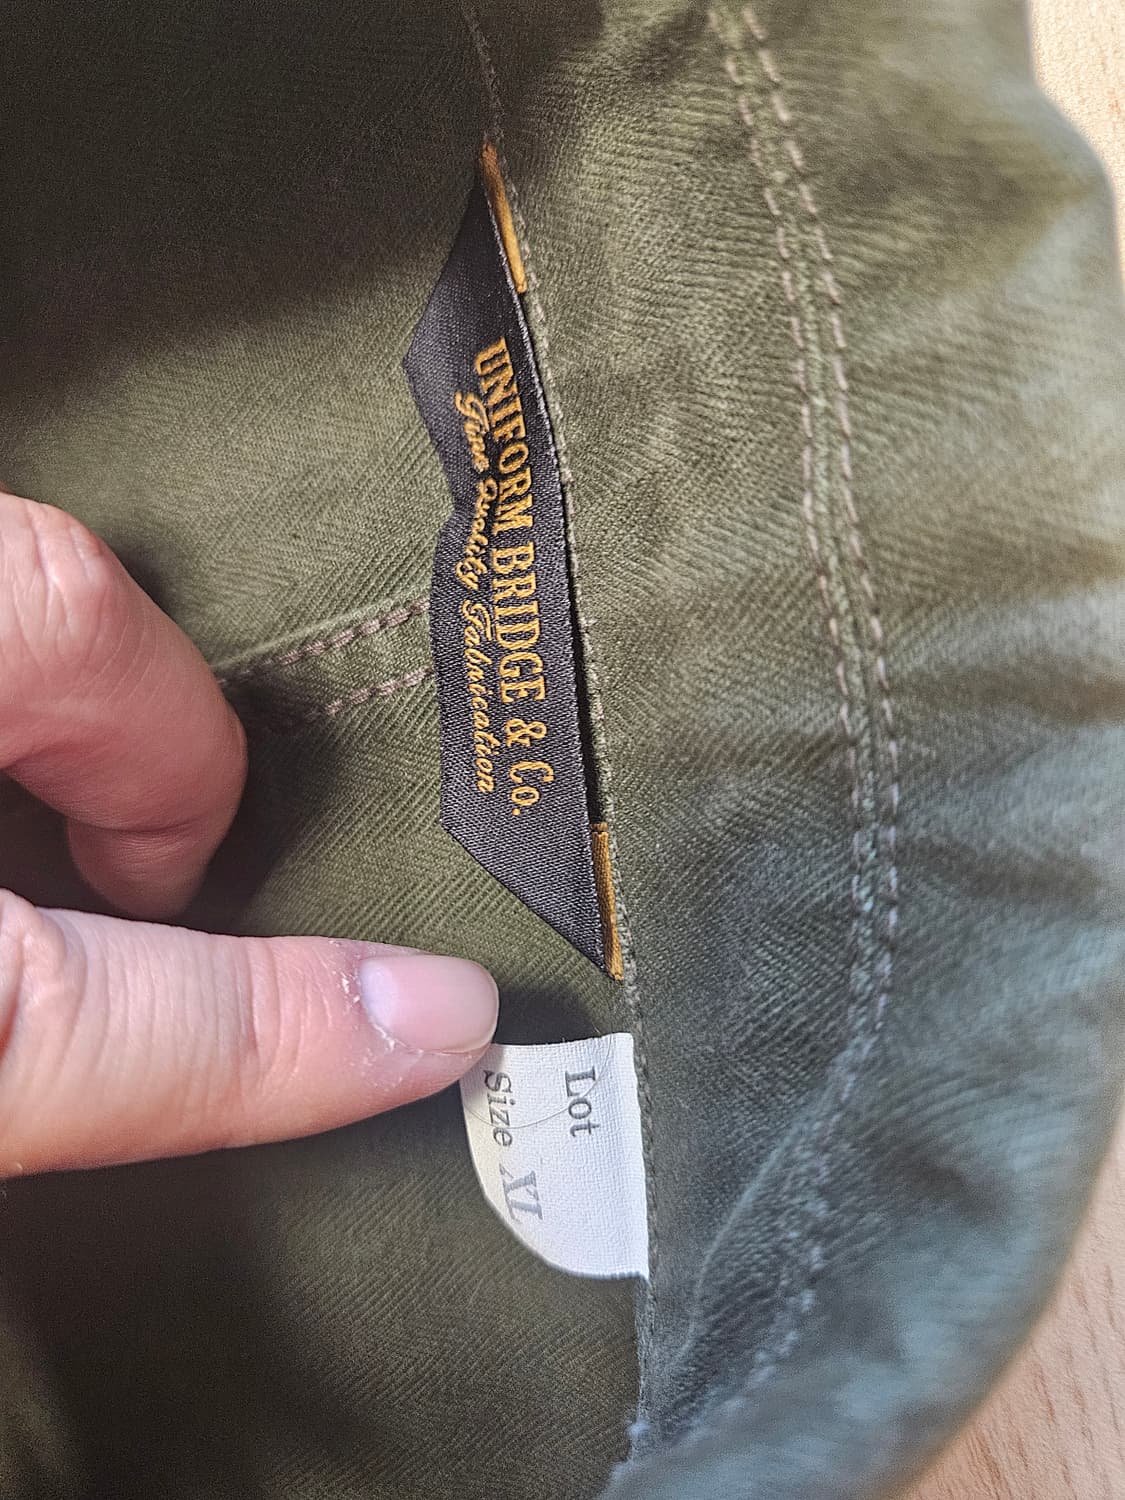 UNIFORM BRIDGE & Co.
Fine Quality Fabrication
Lot
Size XL